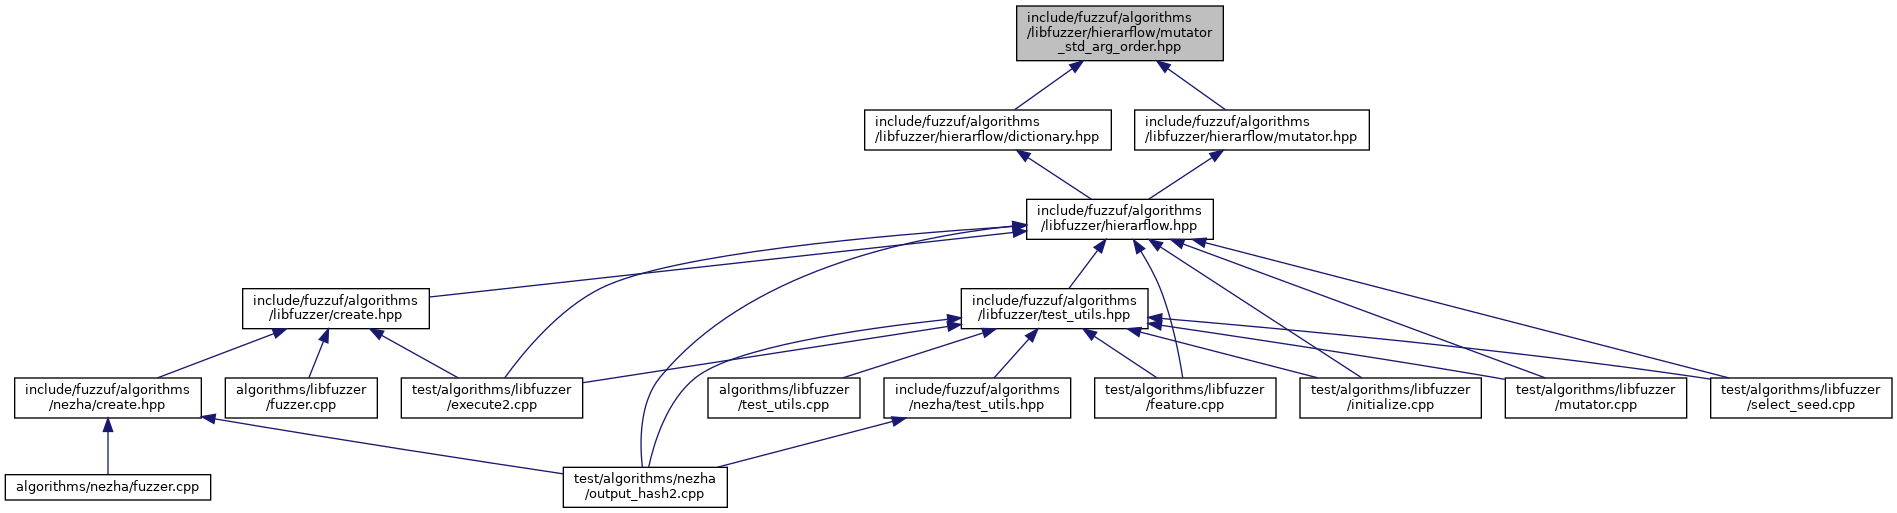 include/fuzzuf/algorithms
/libfuzzer/hierarflow/mutator
_std_arg_order.hpp
include/fuzzuf/algorithms
/libfuzzer/hierarflow/dictionary.hpp
include/fuzzuf/algorithms
/libfuzzer/hierarflow/mutator.hpp
include/fuzzuf/algorithms
/libfuzzer/hierarflow.hpp
include/fuzzuf/algorithms
/libfuzzer/create.hpp
include/fuzzuf/algorithms
/libfuzzer/test_utils.hpp
include/fuzzuf/algorithms
/nezha/create.hpp
algorithms/libfuzzer
/fuzzer.cpp
test/algorithms/libfuzzer
/execute2.cpp
algorithms/libfuzzer
/test_utils.cpp
include/fuzzuf/algorithms
/nezha/test_utils.hpp
test/algorithms/libfuzzer
/feature.cpp
test/algorithms/libfuzzer
/initialize.cpp
test/algorithms/libfuzzer
/mutator.cpp
test/algorithms/libfuzzer
/select_seed.cpp
algorithms/nezha/fuzzer.cpp
test/algorithms/nezha
/output_hash2.cpp